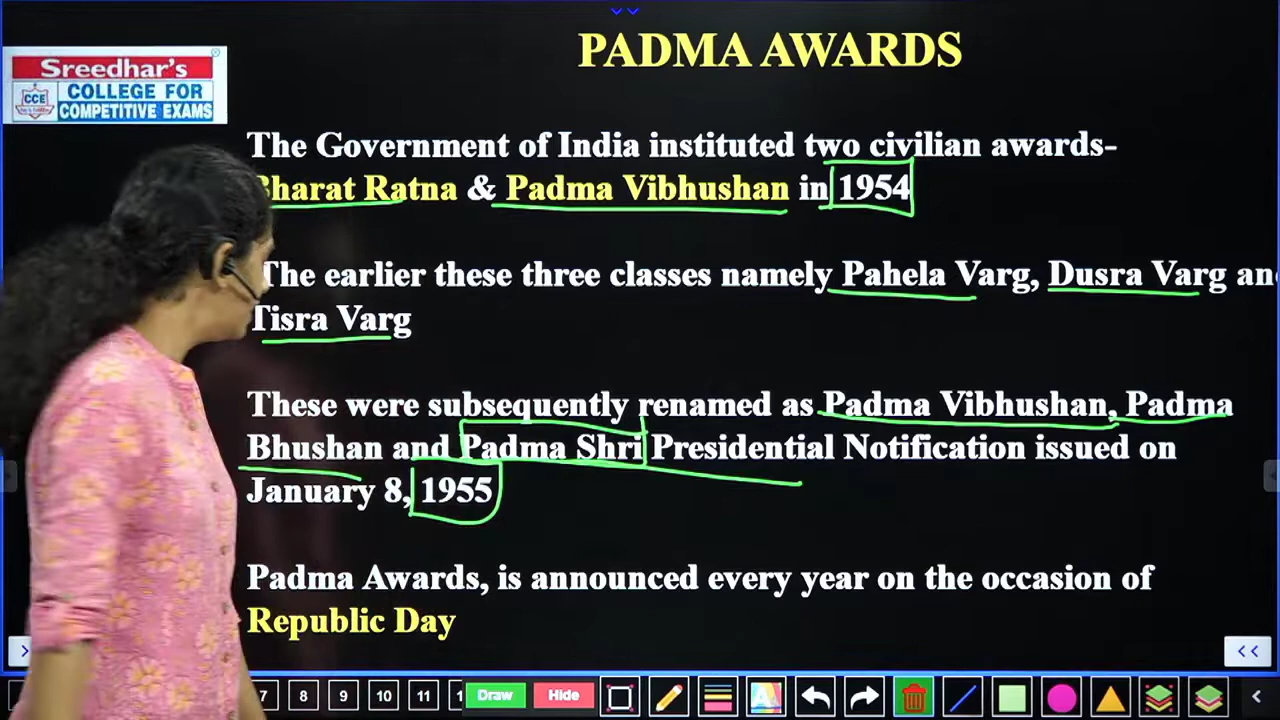 PADMA AWARDS
Sreedhar's
CCE
COLLEGE FOR
COMPETITIVE EXAMS
The Government of India instituted two civilian awards-
Bharat Ratna & Padma Vibhushan in 1954
The earlier these three classes namely Pahela Varg, Dusra Varg and
Tisra Varg
These were subsequently renamed as Padma Vibhushan, Padma
Bhushan and Padma Shri Presidential Notification issued on
January 8, 1955
Padma Awards, is announced every year on the occasion of
Republic Day
7 8 9 10 11 1 Draw Hide